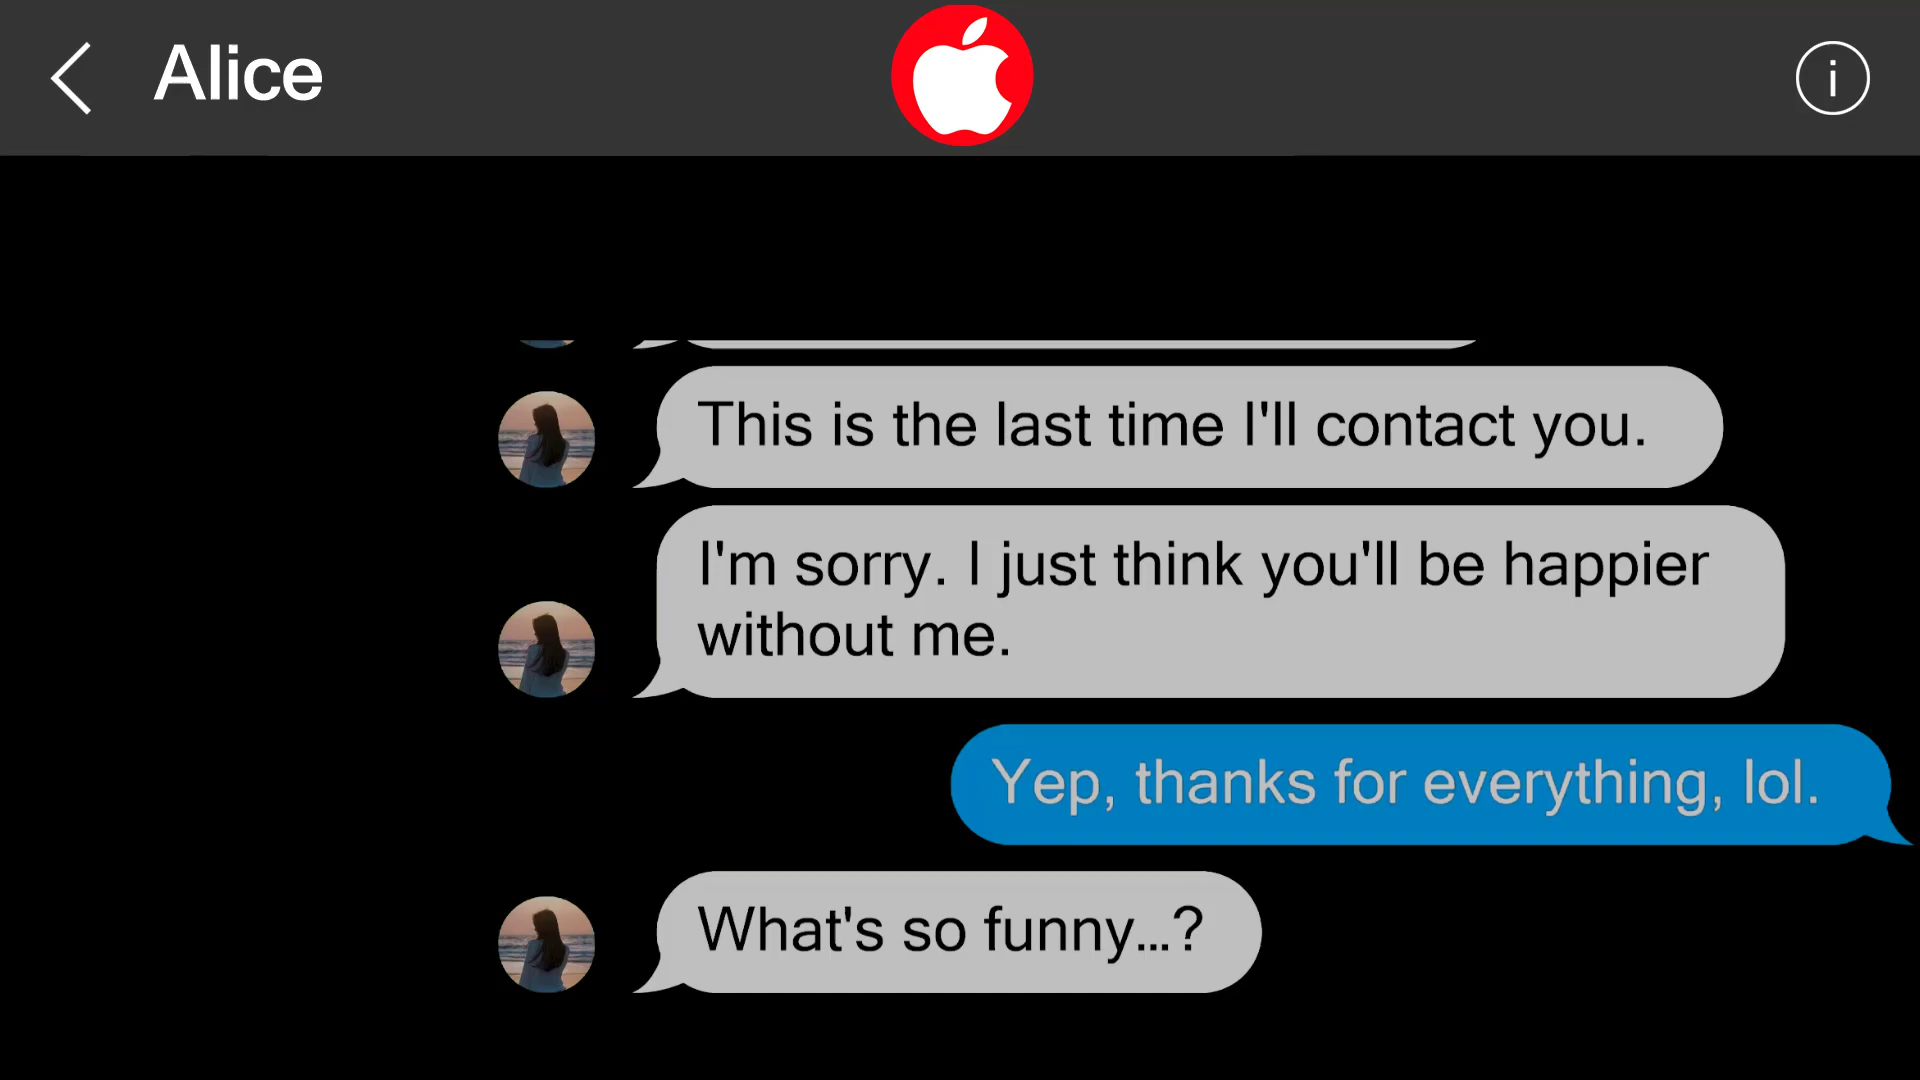 Alice
i
This is the last time I'll contact you.
I'm sorry. I just think you'll be happier
without me.
Yep, thanks for everything, lol.
What's so funny...?